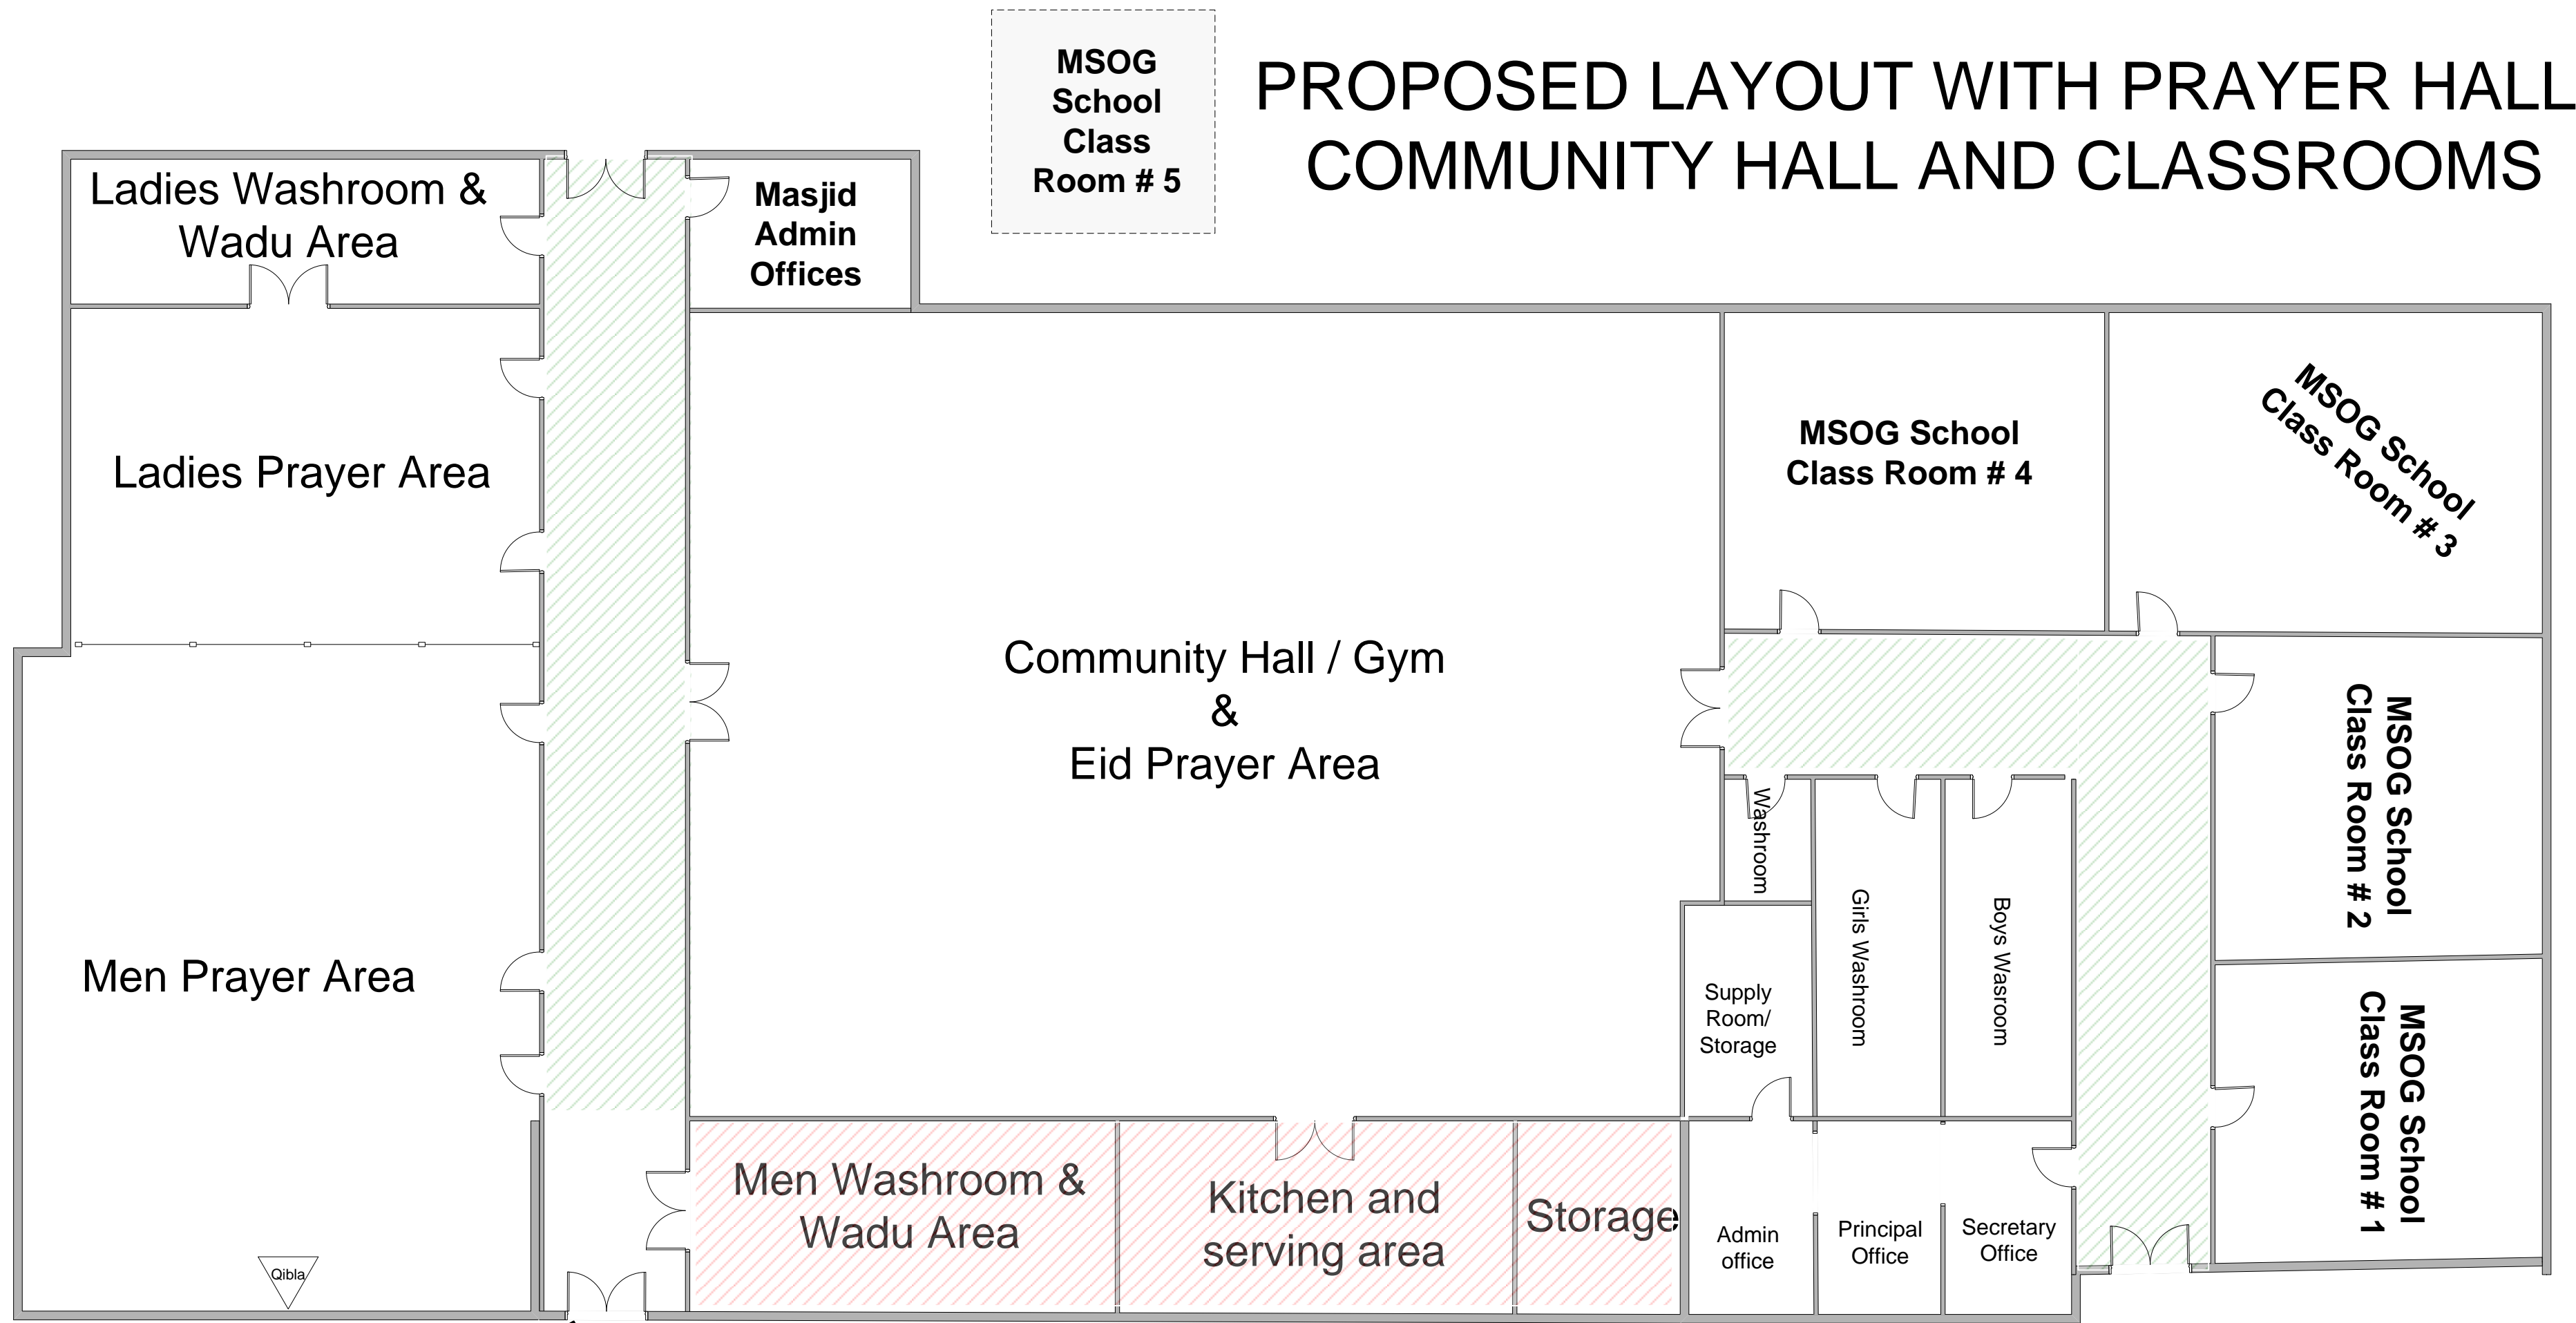 MSOG
School
Class
Room # 5
PROPOSED LAYOUT WITH PRAYER HALL
COMMUNITY HALL AND CLASSROOMS
Ladies Washroom &
Wadu Area
Masjid
Admin
Offices
Ladies Prayer Area
MSOG School
Class Room # 4
MSOG School
Class Room # 3
Community Hall / Gym
&
Eid Prayer Area
MSOG School
Class Room # 2
Washroom
Girls Washroom
Boys Wasroom
Men Prayer Area
Supply
Room/
Storage
MSOG School
Class Room # 1
Men Washroom &
Wadu Area
Kitchen and
serving area
Storage
Admin
office
Principal
Office
Secretary
Office
Qibla